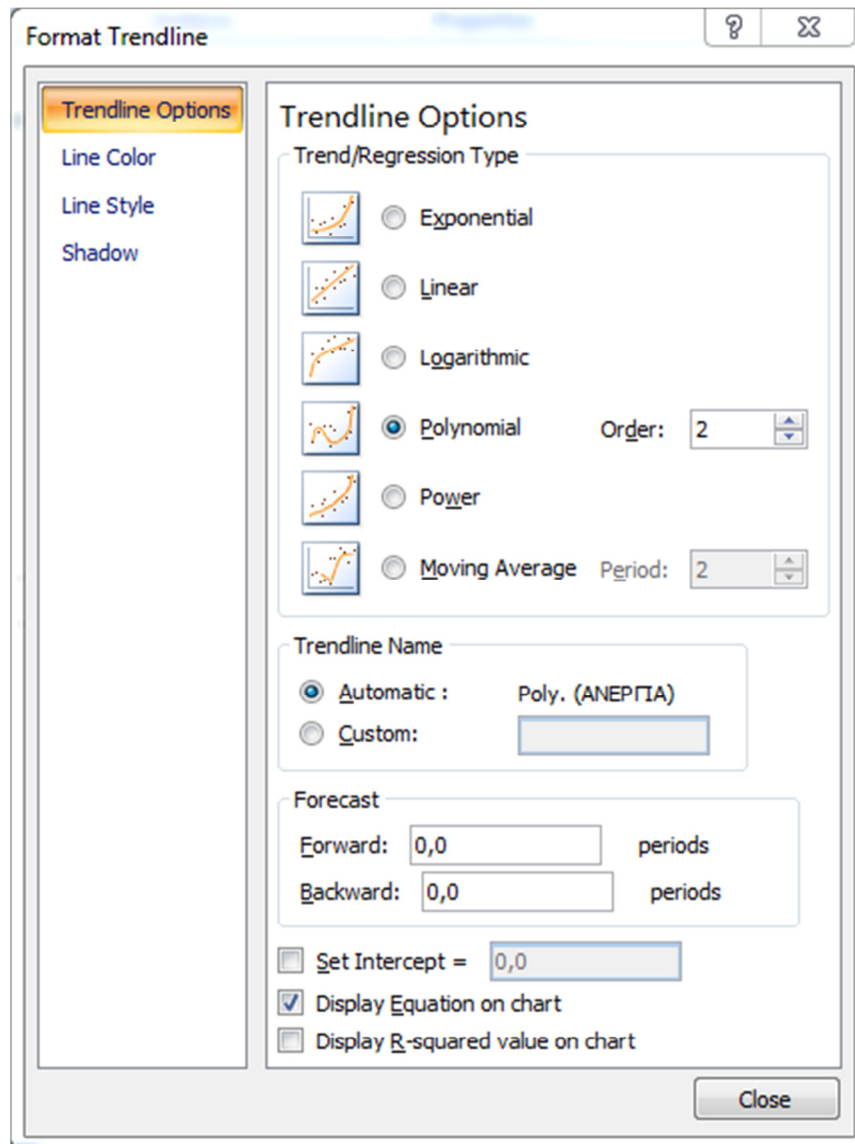 Format Trendline
Trendline Options
Line Color
Line Style
Shadow
Trendline Options
Trend/Regression Type
Exponential
Linear
Logarithmic
Polynomial Order: 2
Power
Moving Average Period: 2
Trendline Name
Automatic : Poly. (ΑΝΕΡΓΙΑ)
Custom:
Forecast
Forward: 0,0 periods
Backward: 0,0 periods
Set Intercept = 0,0
Display Equation on chart
Display R-squared value on chart
Close